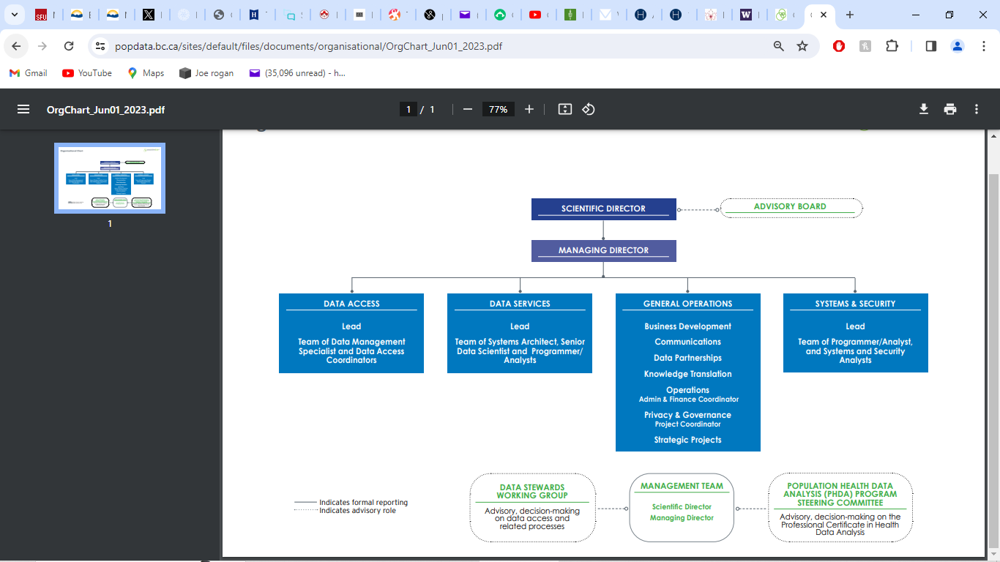 popdata.bc.ca/sites/default/files/documents/organisational/OrgChart_Jun01_2023.pdf
Gmail
YouTube
Maps
Joe rogan
(35,096 unread) - h...
OrgChart_Jun01_2023.pdf
1 / 1
77%
1
SCIENTIFIC DIRECTOR
ADVISORY BOARD
MANAGING DIRECTOR
DATA ACCESS
Lead
Team of Data Management
Specialist and Data Access
Coordinators
DATA SERVICES
Lead
Team of Systems Architect, Senior
Data Scientist and Programmer/
Analysts
GENERAL OPERATIONS
Business Development
Communications
Data Partnerships
Knowledge Translation
Operations
Admin & Finance Coordinator
Privacy & Governance
Project Coordinator
Strategic Projects
SYSTEMS & SECURITY
Lead
Team of Programmer/Analyst,
and Systems and Security
Analysts
Indicates formal reporting
Indicates advisory role
DATA STEWARDS
WORKING GROUP
Advisory, decision-making
on data access and
related processes
MANAGEMENT TEAM
Scientific Director
Managing Director
POPULATION HEALTH DATA
ANALYSIS (PHDA) PROGRAM
STEERING COMMITTEE
Advisory, decision-making on the
Professional Certificate in Health
Data Analysis